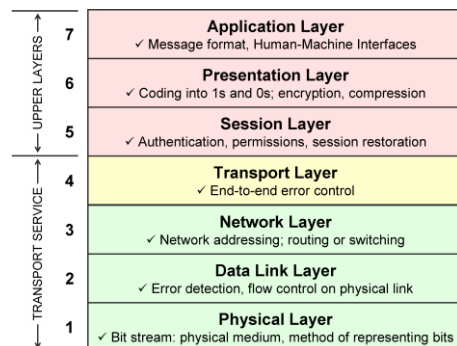 UPPER LAYERS
7
Application Layer
✓ Message format, Human-Machine Interfaces
6
Presentation Layer
✓ Coding into 1s and 0s; encryption, compression
5
Session Layer
✓ Authentication, permissions, session restoration
TRANSPORT SERVICE
4
Transport Layer
✓ End-to-end error control
3
Network Layer
✓ Network addressing; routing or switching
2
Data Link Layer
✓ Error detection, flow control on physical link
1
Physical Layer
✓ Bit stream: physical medium, method of representing bits